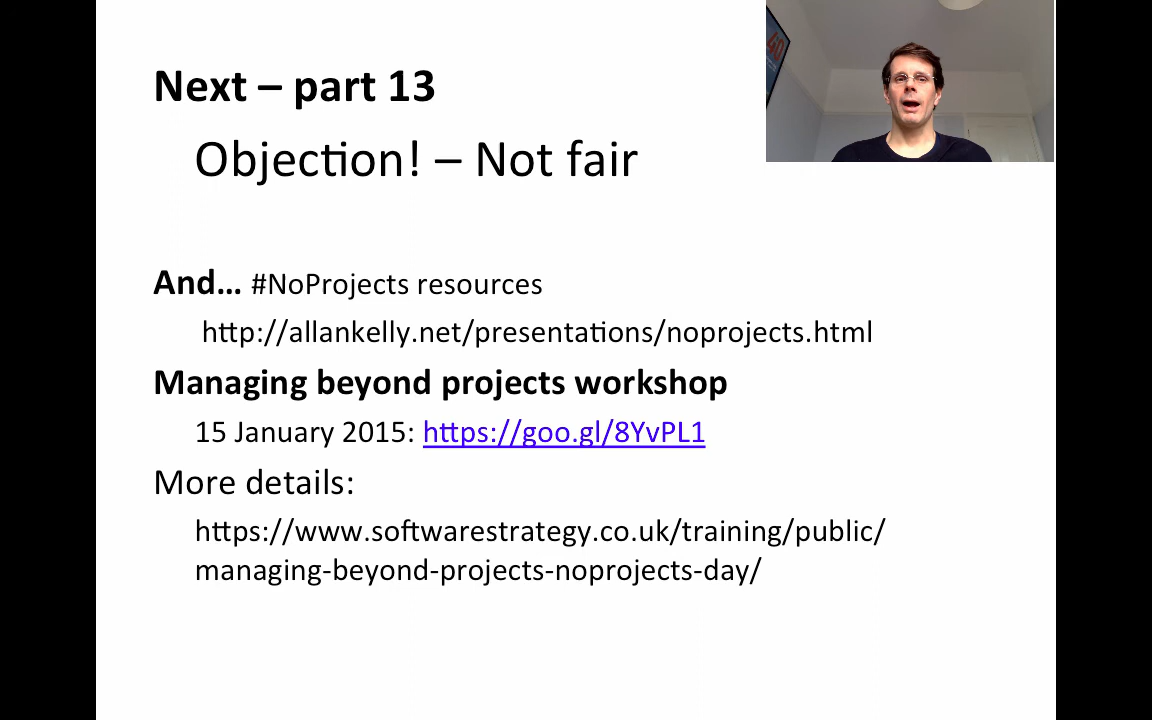 Next – part 13
Objection! – Not fair
And… #NoProjects resources
http://allankelly.net/presentations/noprojects.html
Managing beyond projects workshop
15 January 2015: https://goo.gl/8YvPL1
More details:
https://www.softwarestrategy.co.uk/training/public/
managing-beyond-projects-noprojects-day/